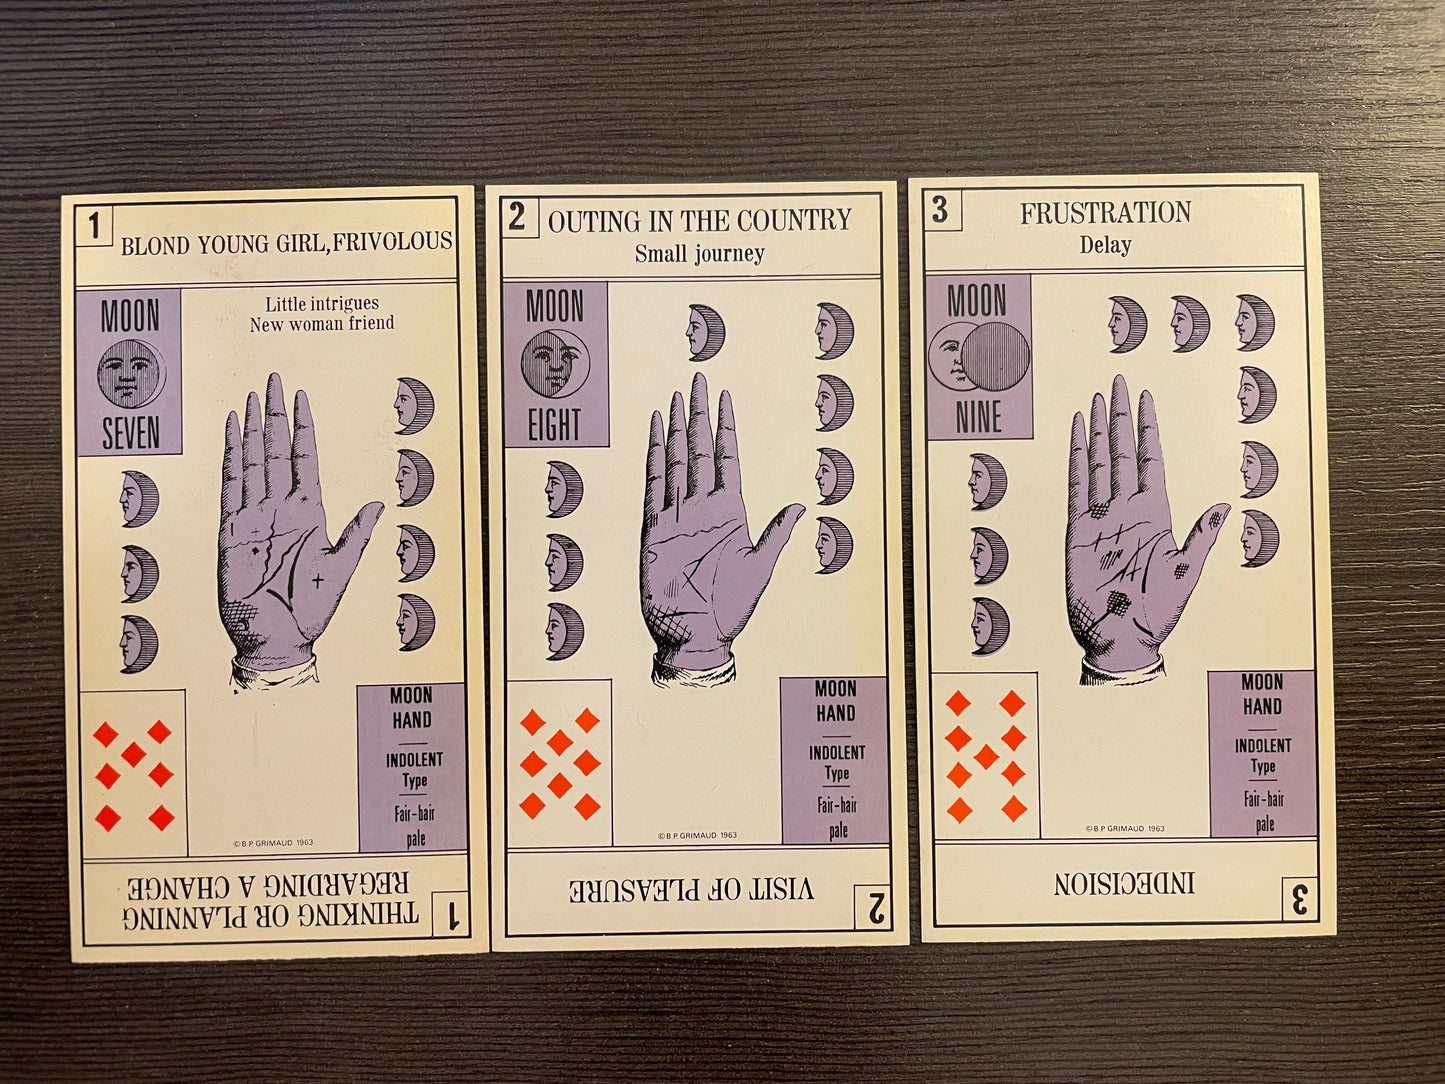 1
BLOND YOUNG GIRL,FRIVOLOUS
Little intrigues
New woman friend
MOON
SEVEN
MOON
HAND
INDOLENT
Type
Fair-hair
pale
© B.P. GRIMAUD 1963
THINKING OR PLANNING
REGARDING A CHANGE
1
2
OUTING IN THE COUNTRY
Small journey
MOON
EIGHT
MOON
HAND
INDOLENT
Type
Fair-hair
pale
© B.P. GRIMAUD 1963
VISIT OF PLEASURE
2
3
FRUSTRATION
Delay
MOON
NINE
MOON
HAND
INDOLENT
Type
Fair-hair
pale
© B.P. GRIMAUD 1963
INDECISION
3